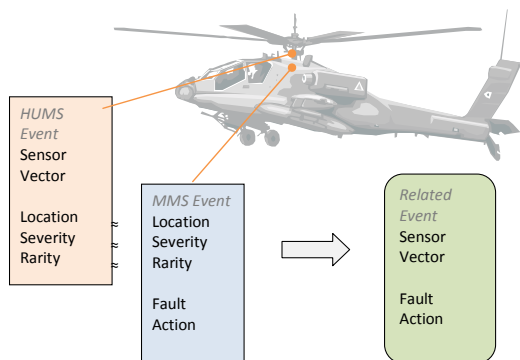 HUMS
Event
Sensor
Vector
Location
Severity
Rarity
≈
≈
≈
MMS Event
Location
Severity
Rarity
Fault
Action
Related
Event
Sensor
Vector
Fault
Action